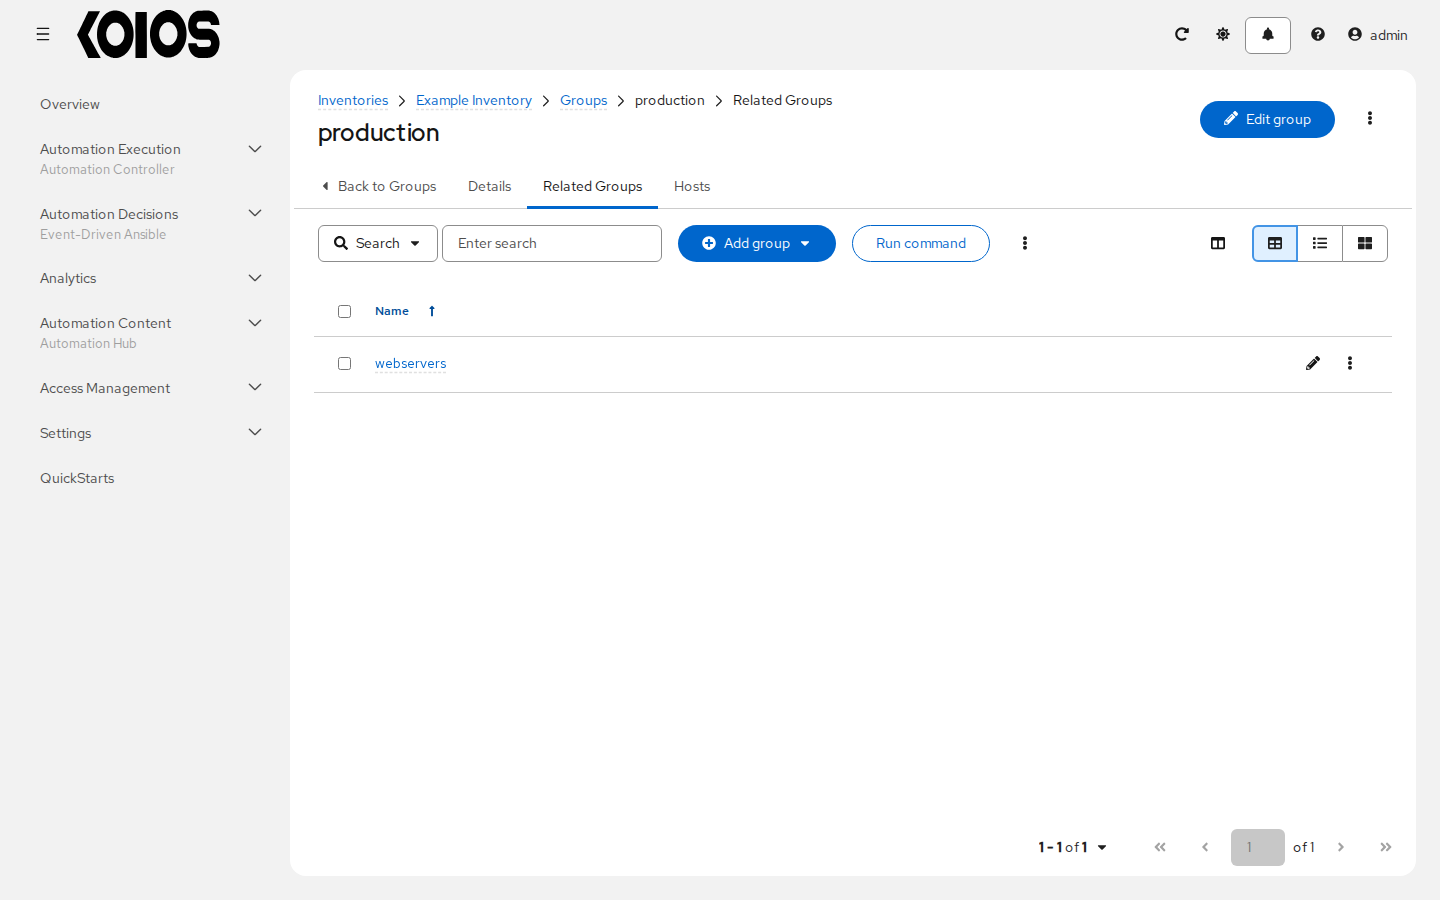 KOIOS
admin
Overview
Automation Execution
Automation Controller
Automation Decisions
Event-Driven Ansible
Analytics
Automation Content
Automation Hub
Access Management
Settings
QuickStarts
Inventories Example Inventory Groups production Related Groups
production
Edit group
Back to Groups Details Related Groups Hosts
Search Enter search Add group Run command
Name
webservers
1 - 1 of 1 1 of 1